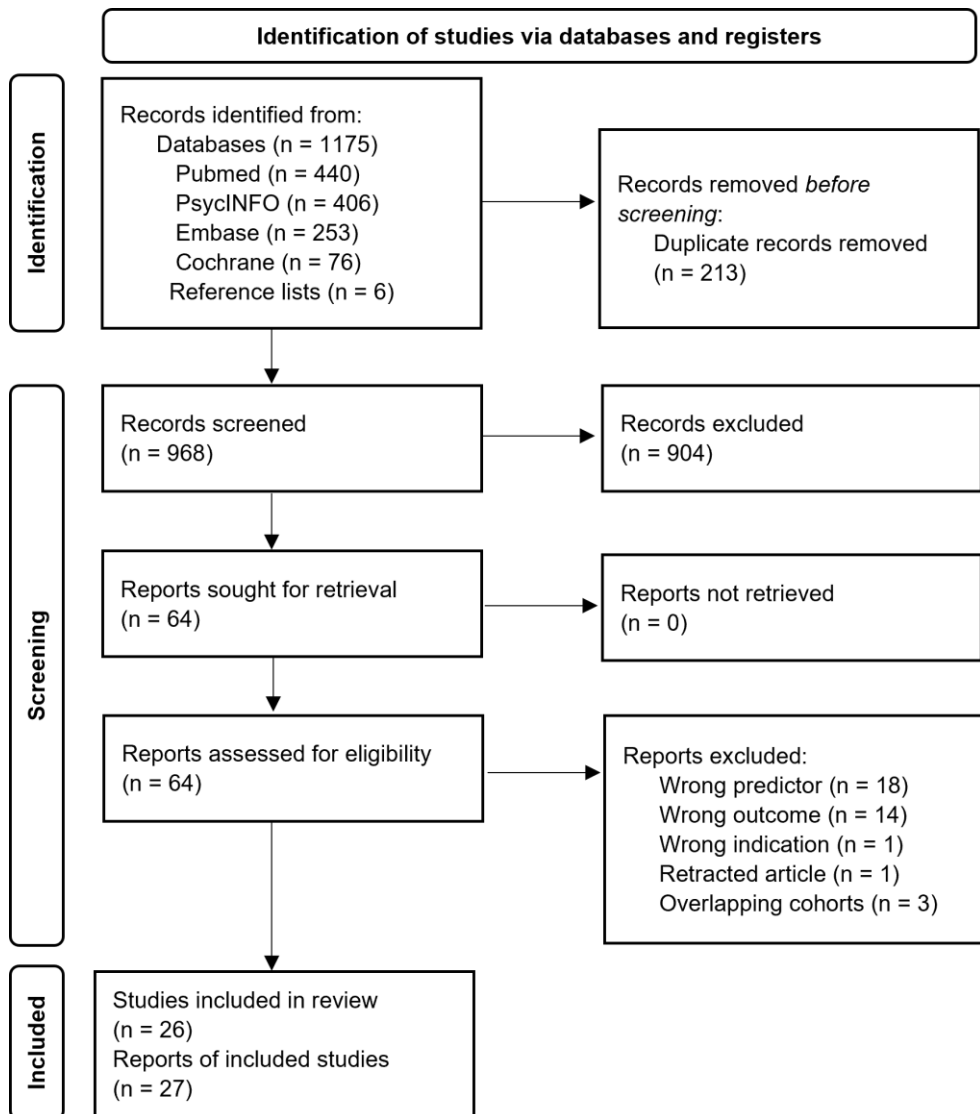 Identification of studies via databases and registers
Identification
Records identified from:
Databases (n = 1175)
Pubmed (n = 440)
PsycINFO (n = 406)
Embase (n = 253)
Cochrane (n = 76)
Reference lists (n = 6)
Records removed before
screening:
Duplicate records removed
(n = 213)
Screening
Records screened
(n = 968)
Records excluded
(n = 904)
Reports sought for retrieval
(n = 64)
Reports not retrieved
(n = 0)
Reports assessed for eligibility
(n = 64)
Reports excluded:
Wrong predictor (n = 18)
Wrong outcome (n = 14)
Wrong indication (n = 1)
Retracted article (n = 1)
Overlapping cohorts (n = 3)
Included
Studies included in review
(n = 26)
Reports of included studies
(n = 27)